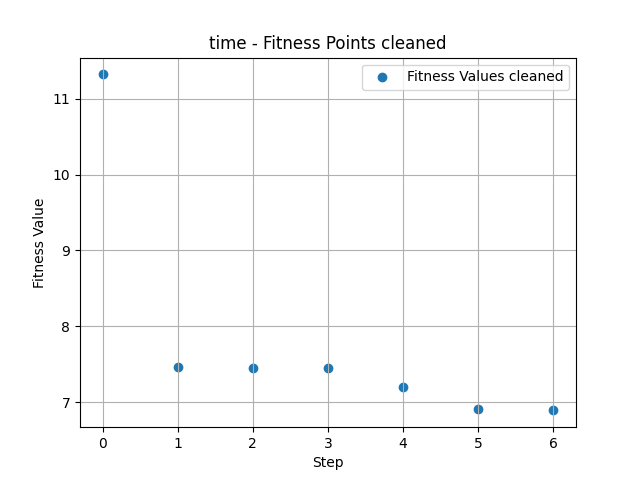 time - Fitness Points cleaned
Fitness Values cleaned
11
10
9
8
7
Fitness Value
0 1 2 3 4 5 6
Step